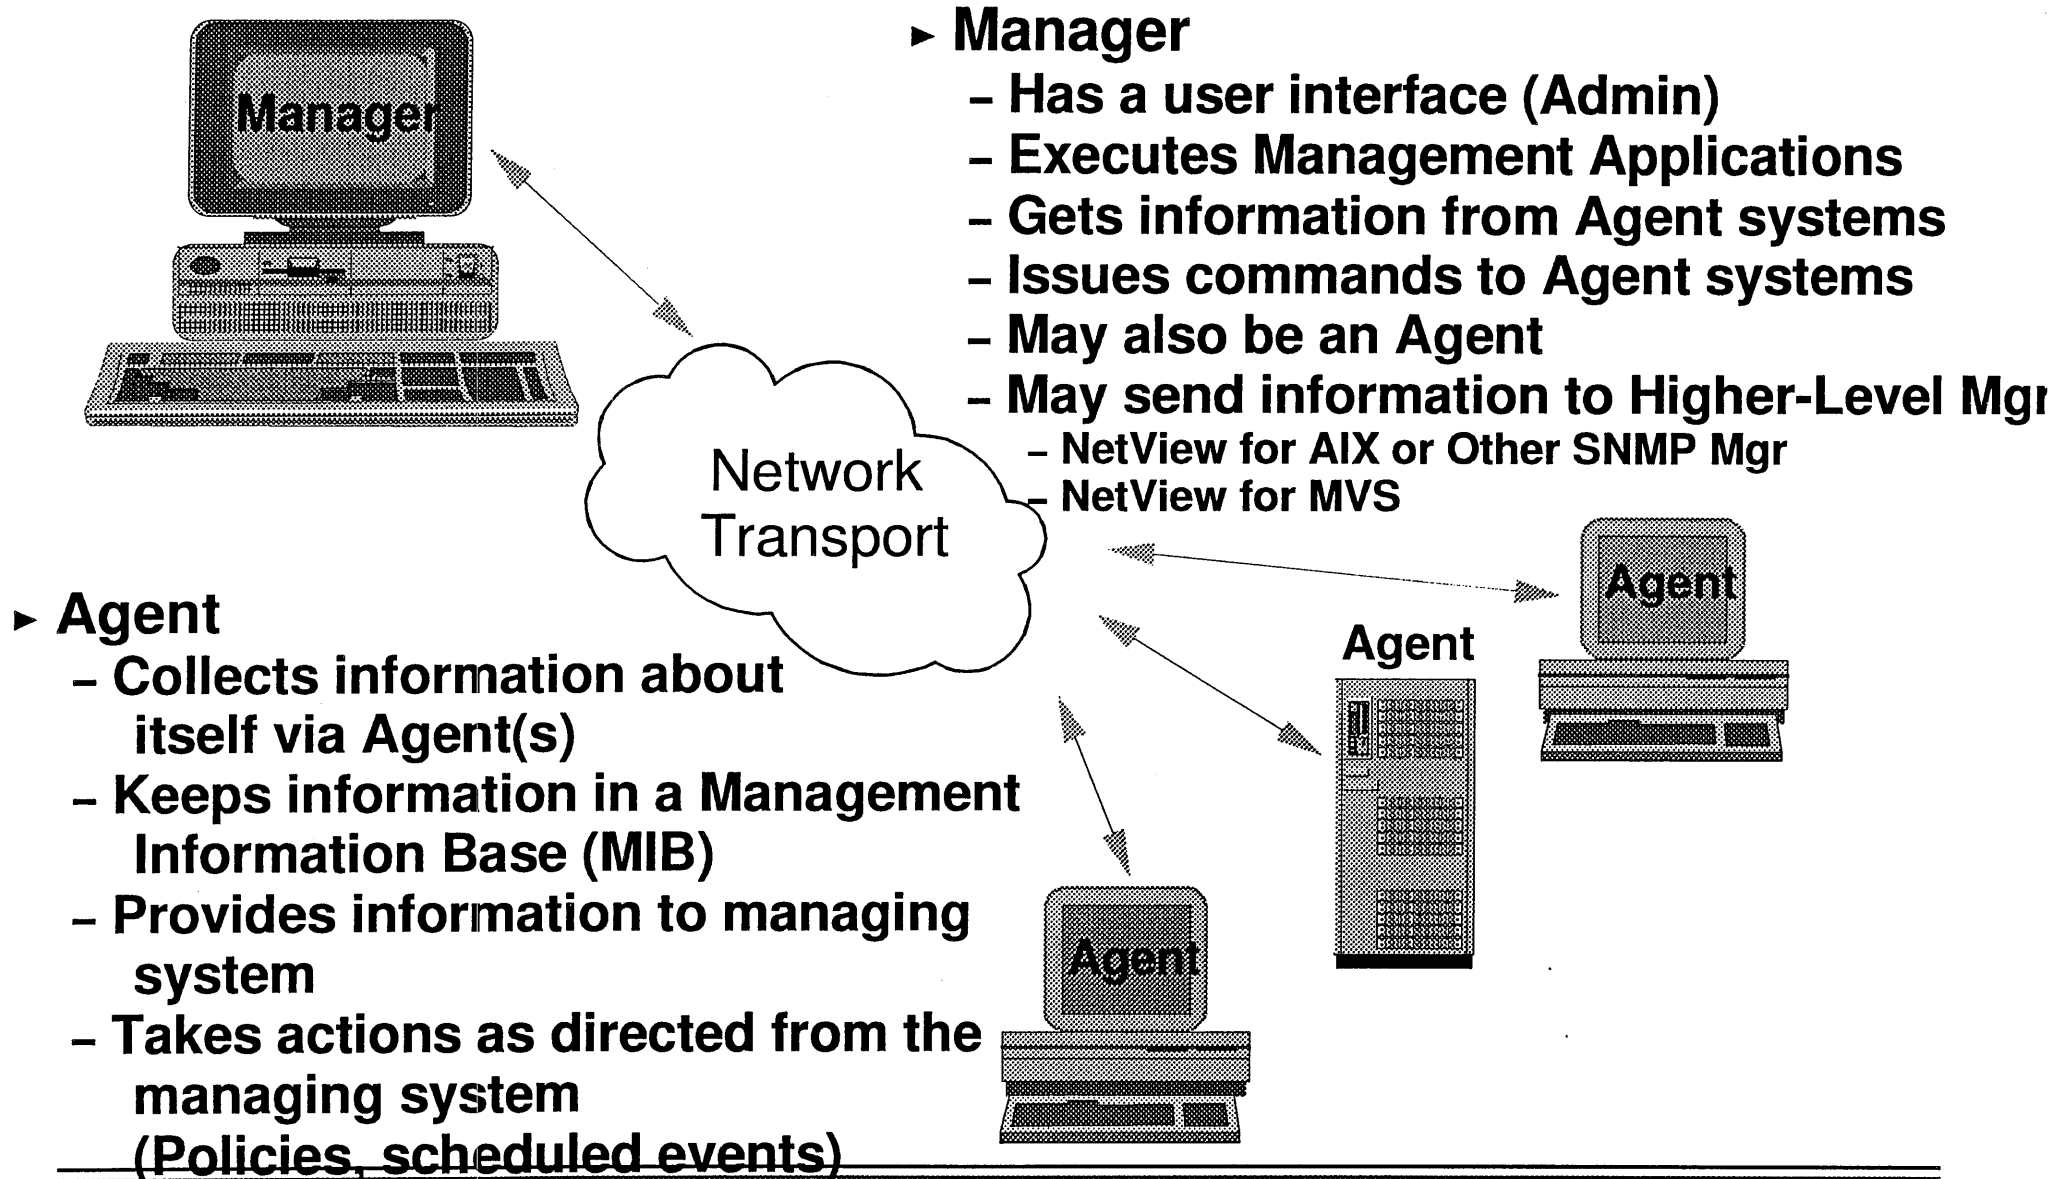 Manager
► Manager
– Has a user interface (Admin)
– Executes Management Applications
– Gets information from Agent systems
– Issues commands to Agent systems
– May also be an Agent
– May send information to Higher-Level Mgr
– NetView for AIX or Other SNMP Mgr
– NetView for MVS
Network
Transport
Agent
Agent
Agent
► Agent
– Collects information about
itself via Agent(s)
– Keeps information in a Management
Information Base (MIB)
– Provides information to managing
system
– Takes actions as directed from the
managing system
(Policies, scheduled events)